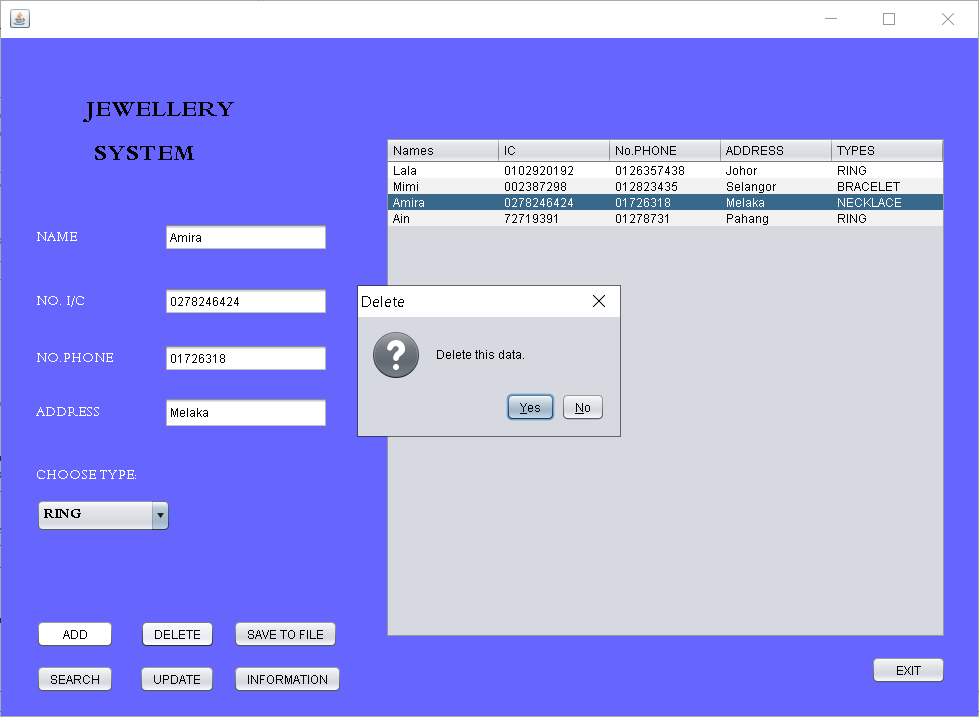 JEWELLERY
SYSTEM
NAME Amira
NO. I/C 0278246424
NO.PHONE 01726318
ADDRESS Melaka
CHOOSE TYPE:
RING
ADD DELETE SAVE TO FILE
SEARCH UPDATE INFORMATION
Names IC No.PHONE ADDRESS TYPES
Lala 0102920192 0126357438 Johor RING
Mimi 002387298 012823435 Selangor BRACELET
Amira 0278246424 01726318 Melaka NECKLACE
Ain 72719391 01278731 Pahang RING
Delete
Delete this data.
Yes No
EXIT